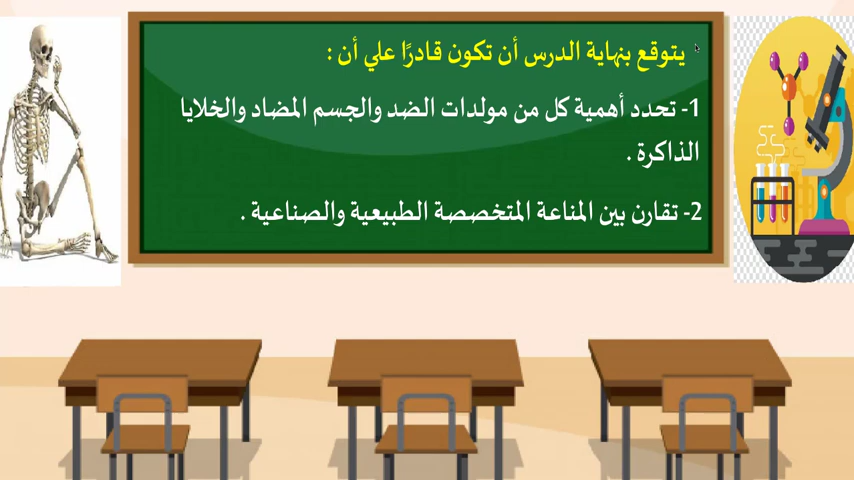 يتوقع بنهاية الدرس أن تكون قادرًا علي أن :
1- تحدد أهمية كل من مولدات الضد والجسم المضاد والخلايا
الذاكرة .
2- تقارن بين المناعة المتخصصة الطبيعية والصناعية .